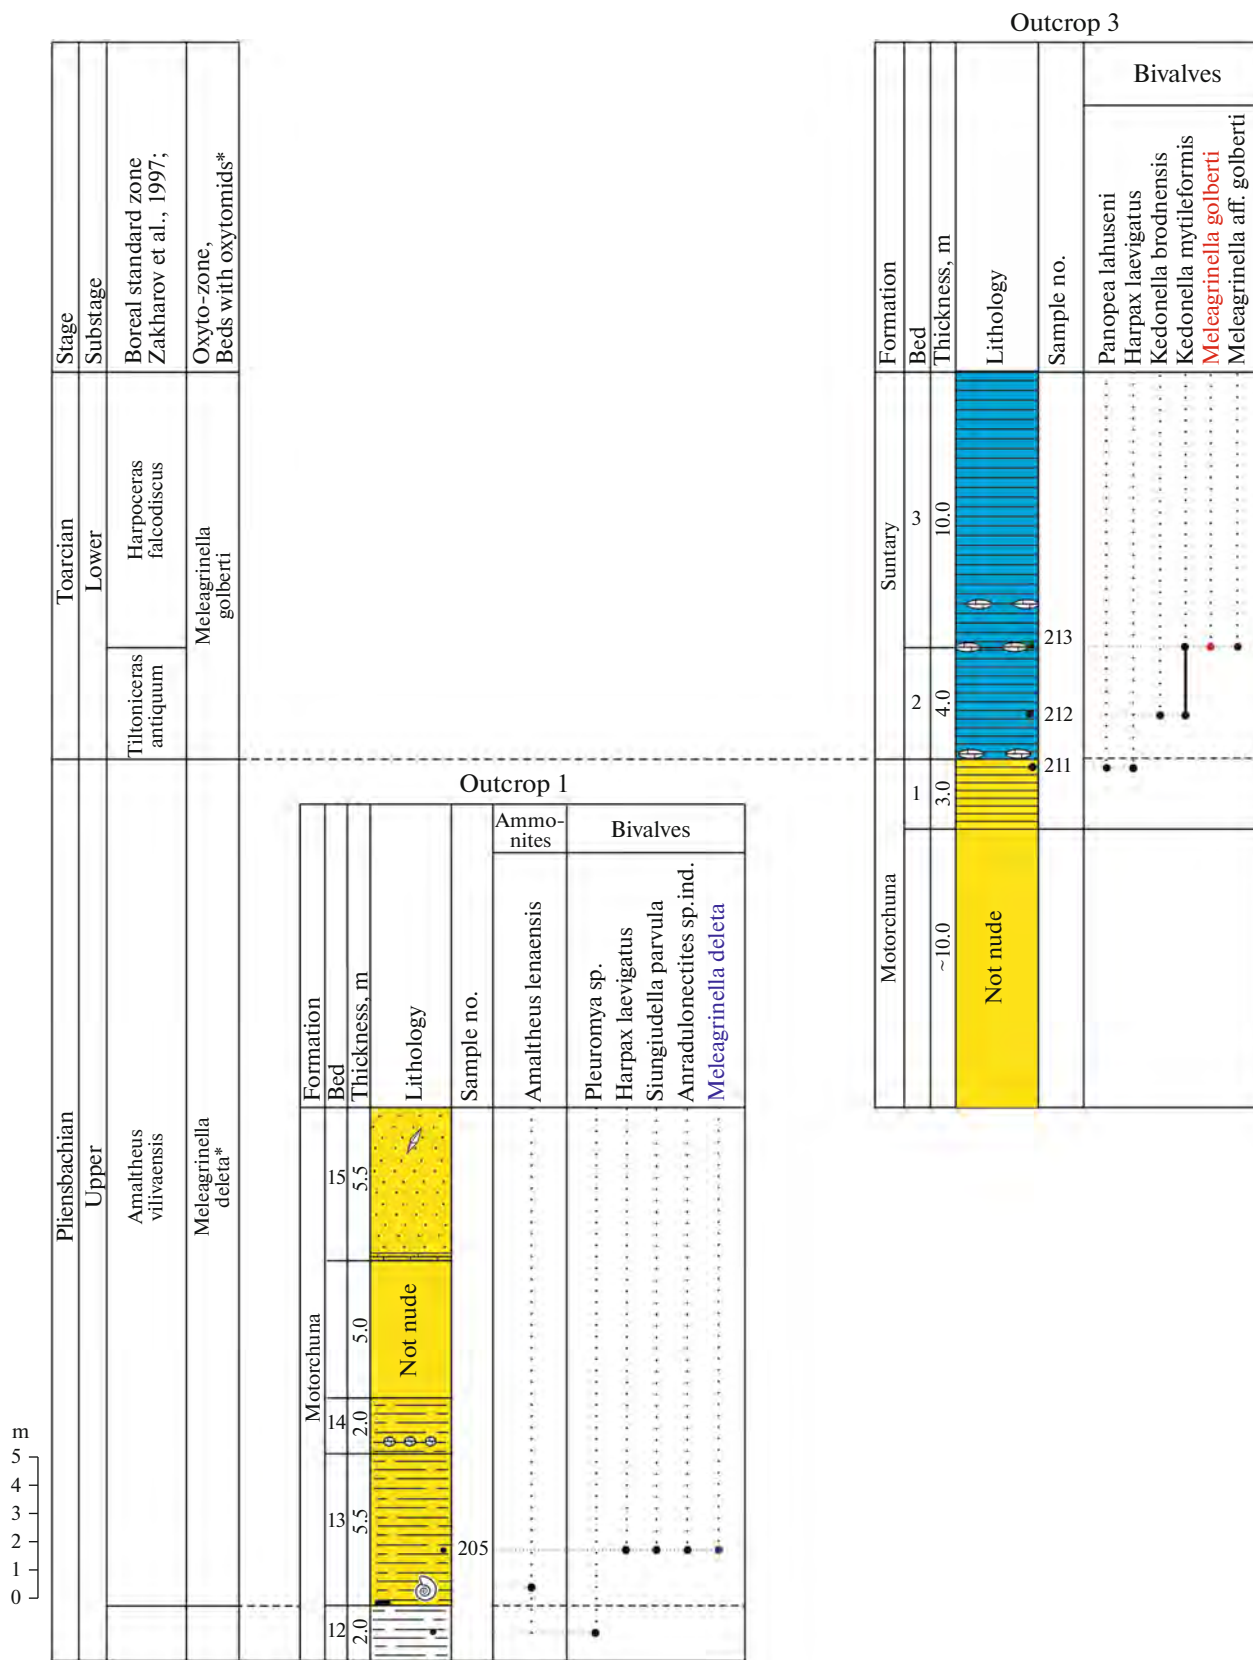 Outcrop 3
Bivalves
Stage
Substage
Boreal standard zone
Zakharov et al., 1997;
Oxyto-zone,
Beds with oxytomids*
Formation
Bed
Thickness, m
Lithology
Sample no.
Panopea lahuseni
Harpax laevigatus
Kedonella brodnensis
Kedonella mytileformis
Meleagrinella golberti
Meleagrinella aff. golberti
Toarcian
Lower
Harpoceras
falcodiscus
Tiltoniceras
antiquum
Meleagrinella
golberti
Suntary
3
10.0
213
2
4.0
212
211
1
3.0
Motorchuna
~10.0
Not nude
Outcrop 1
Ammo-
nites
Bivalves
Formation
Bed
Thickness, m
Lithology
Sample no.
Amaltheus lenaensis
Pleuromya sp.
Harpax laevigatus
Siungiudella parvula
Anradulonectites sp.ind.
Meleagrinella deleta
Pliensbachian
Upper
Amaltheus
vilivaensis
Meleagrinella
deleta*
Motorchuna
15
5.5
5.0
Not nude
14
2.0
13
5.5
205
12
2.0
m
5
4
3
2
1
0